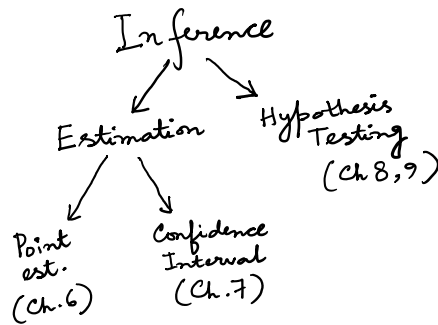 Inference
Estimation
Hypothesis
Testing
(Ch 8,9)
Point
est.
(Ch.6)
Confidence
Interval
(Ch.7)